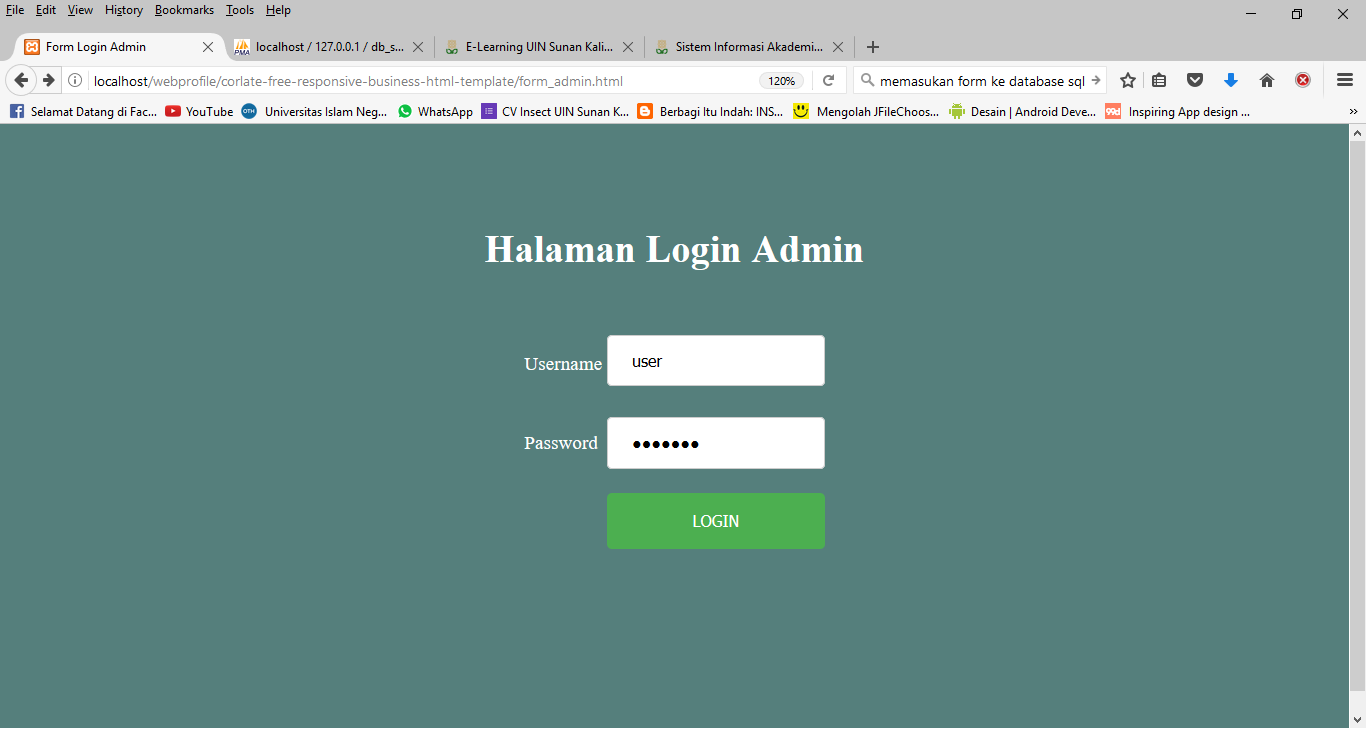 File Edit View History Bookmarks Tools Help
Form Login Admin localhost / 127.0.0.1 / db_s... E-Learning UIN Sunan Kali... Sistem Informasi Akademi...
localhost/webprofile/corlate-free-responsive-business-html-template/form_admin.html 120% memasukan form ke database sql
Selamat Datang di Fac... YouTube OTH Universitas Islam Neg... WhatsApp CV Insect UIN Sunan K... Berbagi Itu Indah: INS... Mengolah JFileChoos... Desain | Android Deve... 99d Inspiring App design ...
Halaman Login Admin
Username user
Password •••••••
LOGIN